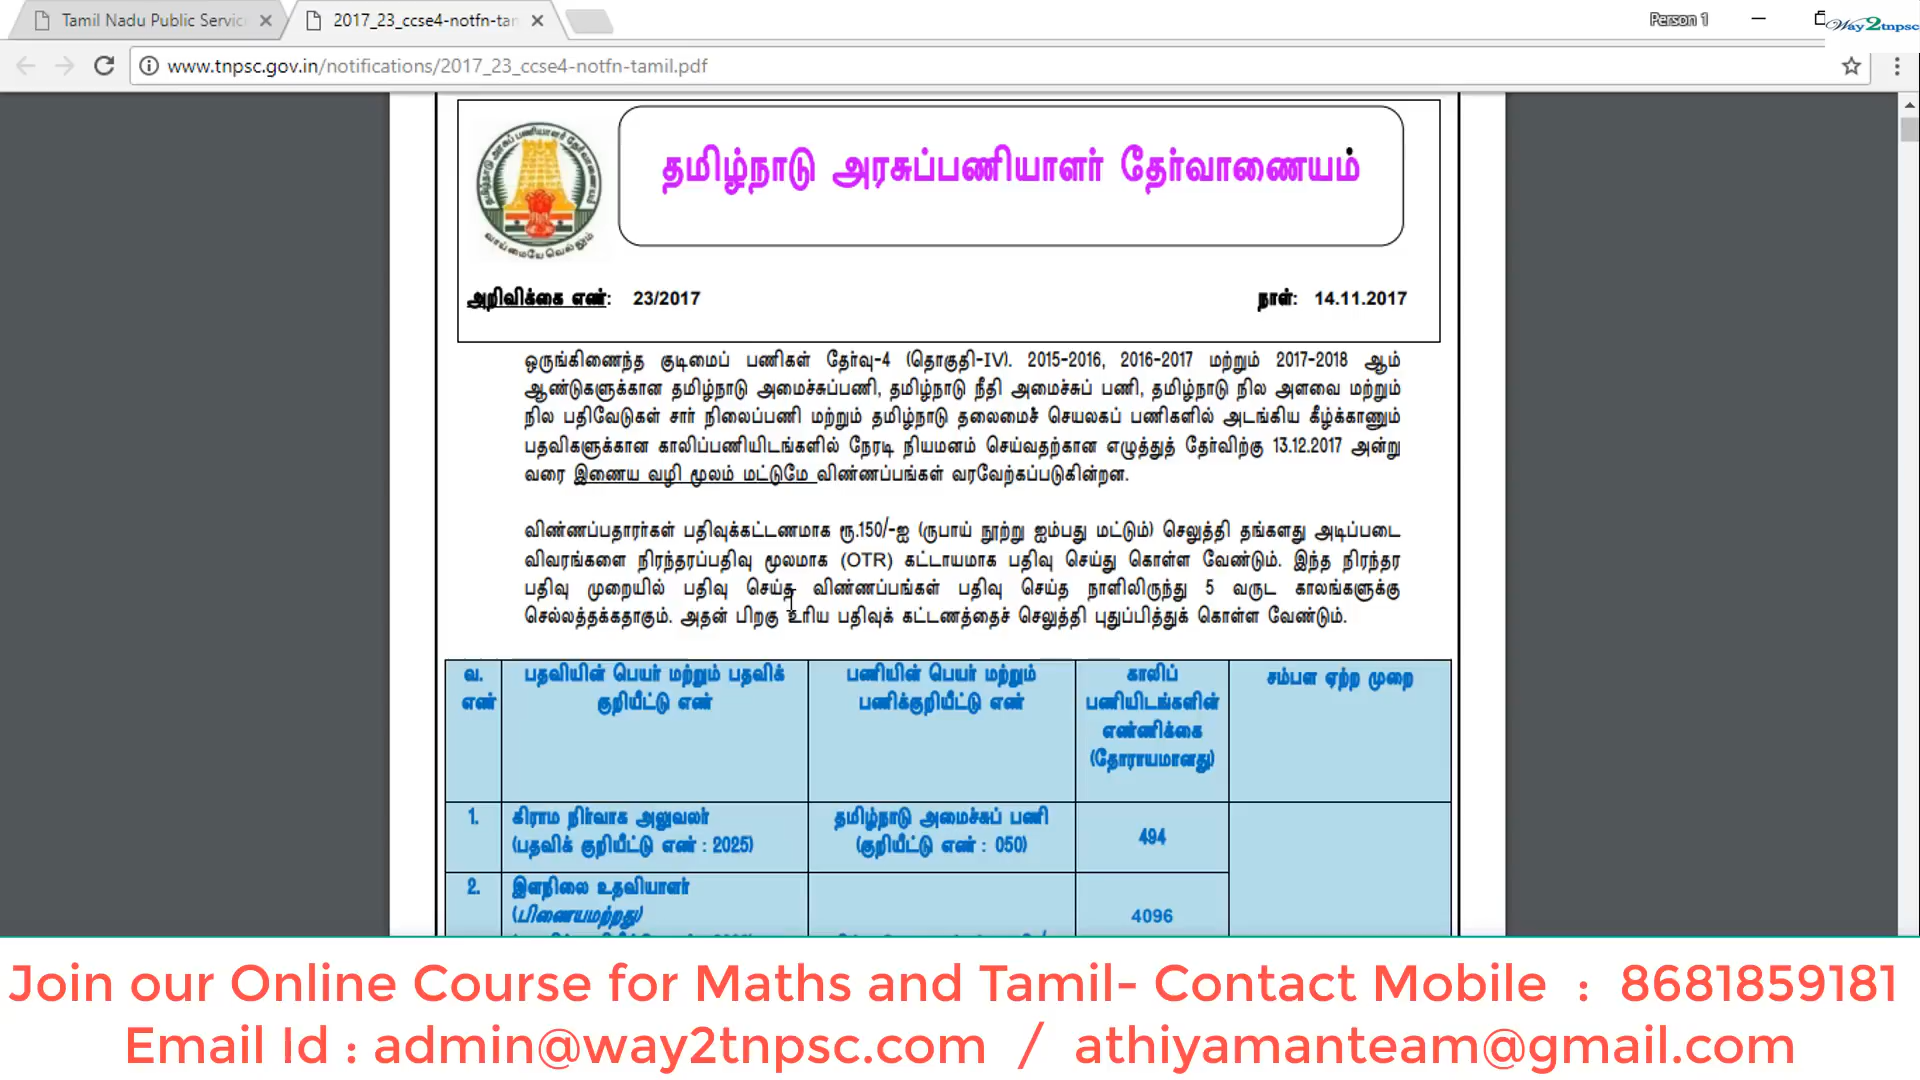 Tamil Nadu Public Servic
2017_23_ccse4-notfn-tam
Person 1
Way2tnpsc
www.tnpsc.gov.in/notifications/2017_23_ccse4-notfn-tamil.pdf
தமிழ்நாடு அரசுப்பணியாளர் தேர்வாணையம்
வாய்மையே வெல்லும்
அறிவிக்கை எண்: 23/2017
நாள்: 14.11.2017
ஒருங்கிணைந்த குடிமைப் பணிகள் தேர்வு-4 (தொகுதி-IV). 2015-2016, 2016-2017 மற்றும் 2017-2018 ஆம்
ஆண்டுகளுக்கான தமிழ்நாடு அமைச்சுப்பணி, தமிழ்நாடு நீதி அமைச்சுப் பணி, தமிழ்நாடு நில அளவை மற்றும்
நில பதிவேடுகள் சார் நிலைப்பணி மற்றும் தமிழ்நாடு தலைமைச் செயலகப் பணிகளில் அடங்கிய கீழ்க்காணும்
பதவிகளுக்கான காலிப்பணியிடங்களில் நேரடி நியமனம் செய்வதற்கான எழுத்துத் தேர்விற்கு 13.12.2017 அன்று
வரை இணைய வழி மூலம் மட்டுமே விண்ணப்பங்கள் வரவேற்கப்படுகின்றன.
விண்ணப்பதாரர்கள் பதிவுக்கட்டணமாக ரூ.150/-ஐ (ரூபாய் நூற்று ஐம்பது மட்டும்) செலுத்தி தங்களது அடிப்படை
விவரங்களை நிரந்தரப்பதிவு மூலமாக (OTR) கட்டாயமாக பதிவு செய்து கொள்ள வேண்டும். இந்த நிரந்தர
பதிவு முறையில் பதிவு செய்த விண்ணப்பங்கள் பதிவு செய்த நாளிலிருந்து 5 வருட காலங்களுக்கு
செல்லத்தக்கதாகும். அதன் பிறகு உரிய பதிவுக் கட்டணத்தைச் செலுத்தி புதுப்பித்துக் கொள்ள வேண்டும்.
வ. எண்
பதவியின் பெயர் மற்றும் பதவிக் குறியீட்டு எண்
பணியின் பெயர் மற்றும் பணிக்குறியீட்டு எண்
காலிப் பணியிடங்களின் எண்ணிக்கை (தோராயமானது)
சம்பள ஏற்ற முறை
1.
கிராம நிர்வாக அலுவலர்
(பதவிக் குறியீட்டு எண் : 2025)
தமிழ்நாடு அமைச்சுப் பணி
(குறியீட்டு எண் : 050)
494
2.
இளநிலை உதவியாளர்
(பிணையமற்றது)
4096
Join our Online Course for Maths and Tamil- Contact Mobile : 8681859181
Email Id : admin@way2tnpsc.com / athiyamanteam@gmail.com